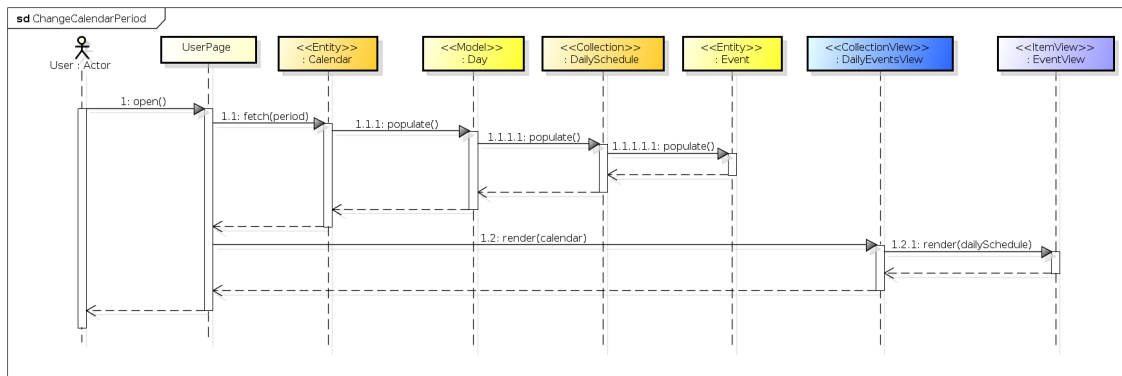 sd ChangeCalendarPeriod
User : Actor
UserPage
<<Entity>>
: Calendar
<<Model>>
: Day
<<Collection>>
: DailySchedule
<<Entity>>
: Event
<<CollectionView>>
: DailyEventsView
<<ItemView>>
: EventView
1: open()
1.1: fetch(period)
1.1.1: populate()
1.1.1.1: populate()
1.1.1.1.1: populate()
1.2: render(calendar)
1.2.1: render(dailySchedule)